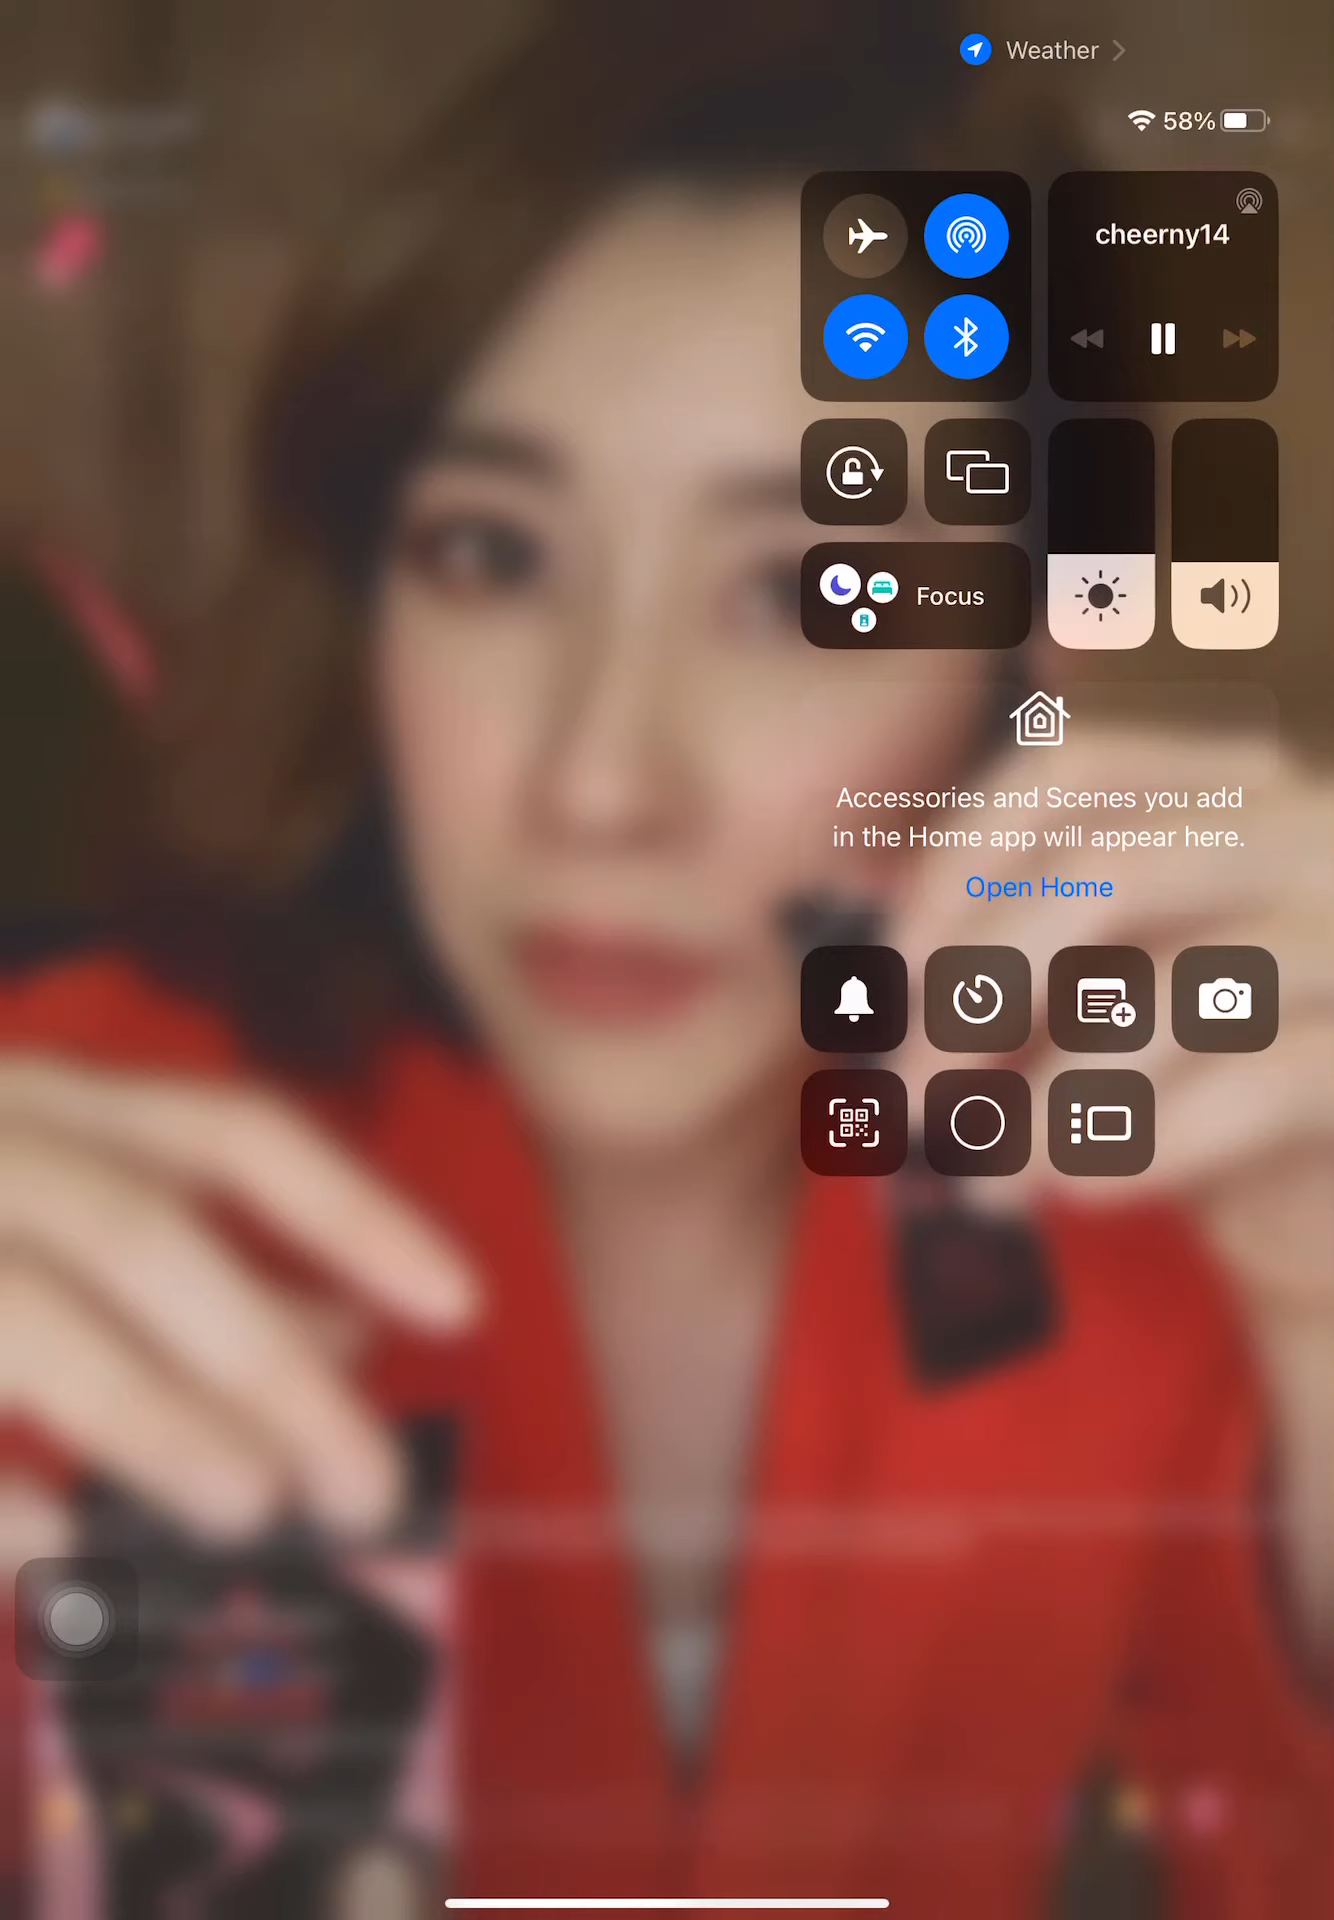 Weather
58%
cheerny14
Focus
Accessories and Scenes you add
in the Home app will appear here.
Open Home